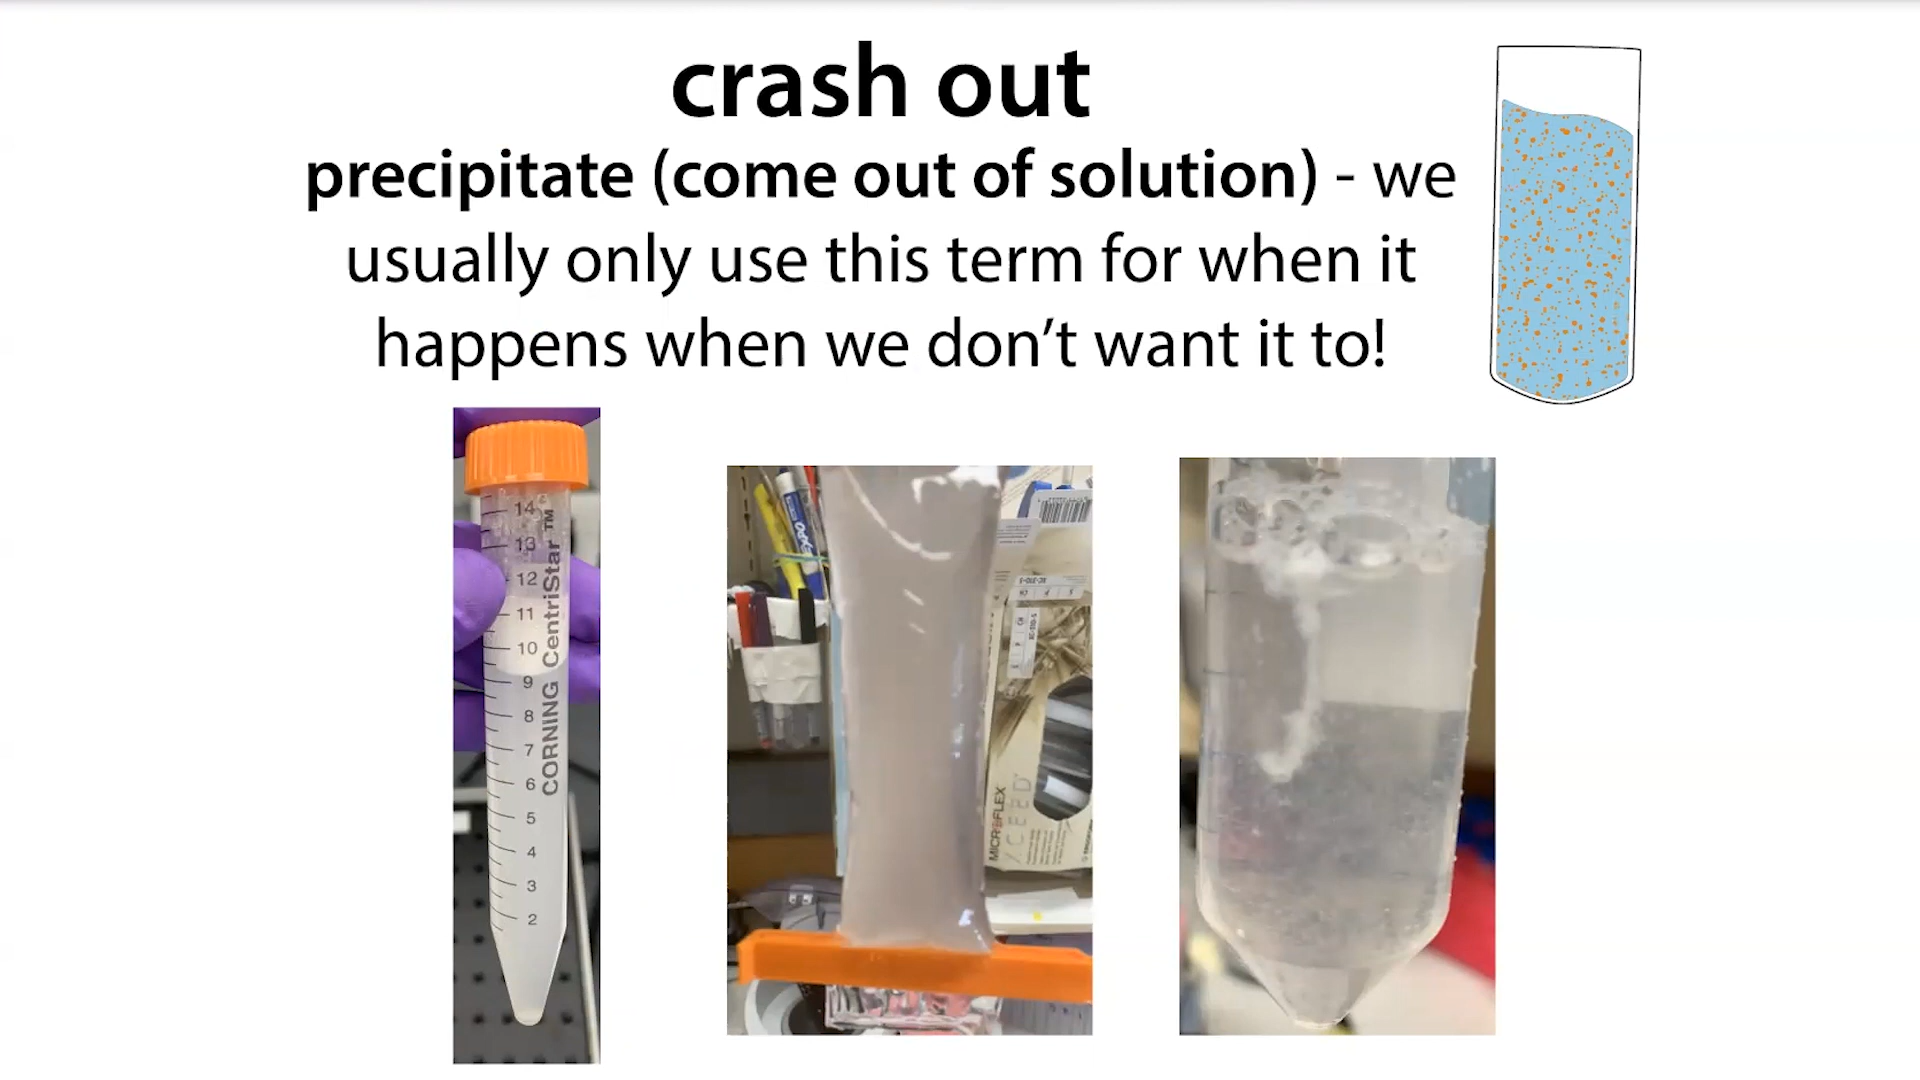 crash out
precipitate (come out of solution) - we
usually only use this term for when it
happens when we don’t want it to!
14
13
12
11
10
9
8
7
6
5
4
3
2
CORNING CentriStar™
EXPO
MICROFLEX
XCEED